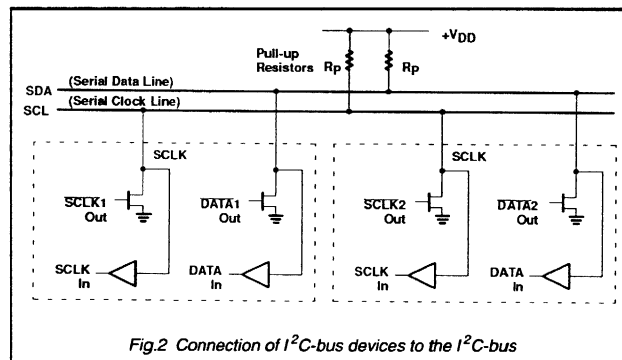 +VDD
Pull-up
Resistors Rp Rp
SDA (Serial Data Line)
SCL (Serial Clock Line)
SCLK SCLK
SCLK1 DATA1 SCLK2 DATA2
Out Out Out Out
SCLK DATA SCLK DATA
In In In In
Fig.2 Connection of I²C-bus devices to the I²C-bus